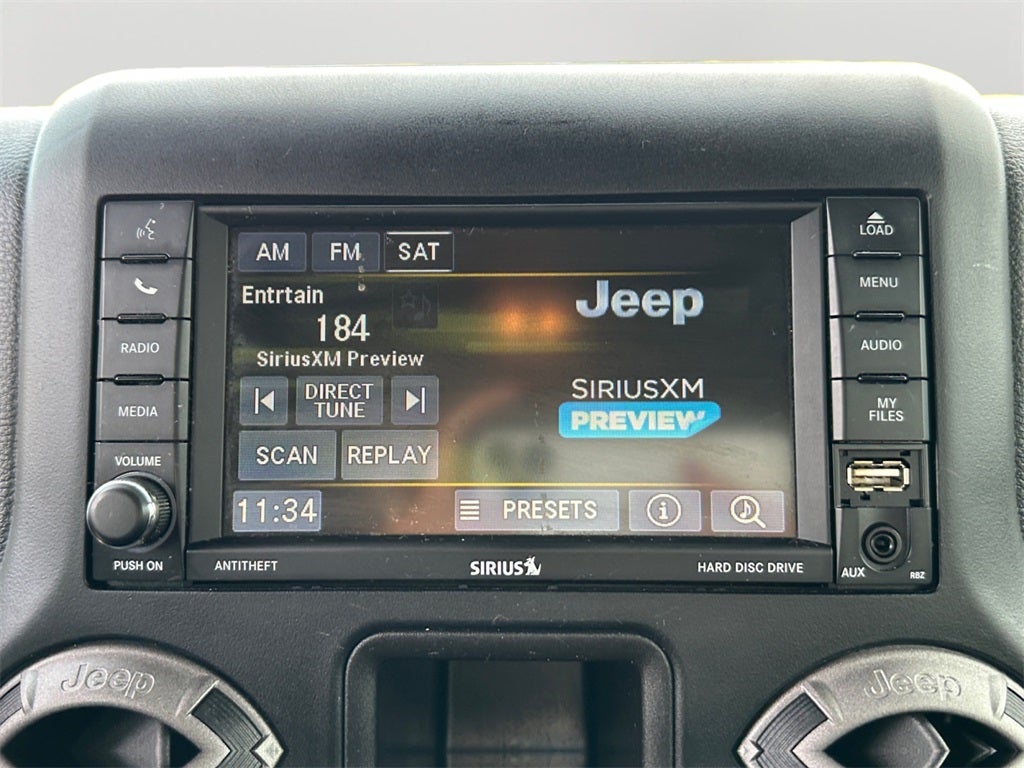 RADIO
MEDIA
VOLUME
PUSH ON
AM FM SAT
Entrtain
184
SiriusXM Preview
DIRECT
TUNE
SCAN REPLAY
11:34
PRESETS
Jeep
SIRIUSXM
PREVIEW
LOAD
MENU
AUDIO
MY
FILES
AUX
RBZ
ANTITHEFT
SIRIUS
HARD DISC DRIVE
Jeep
Jeep